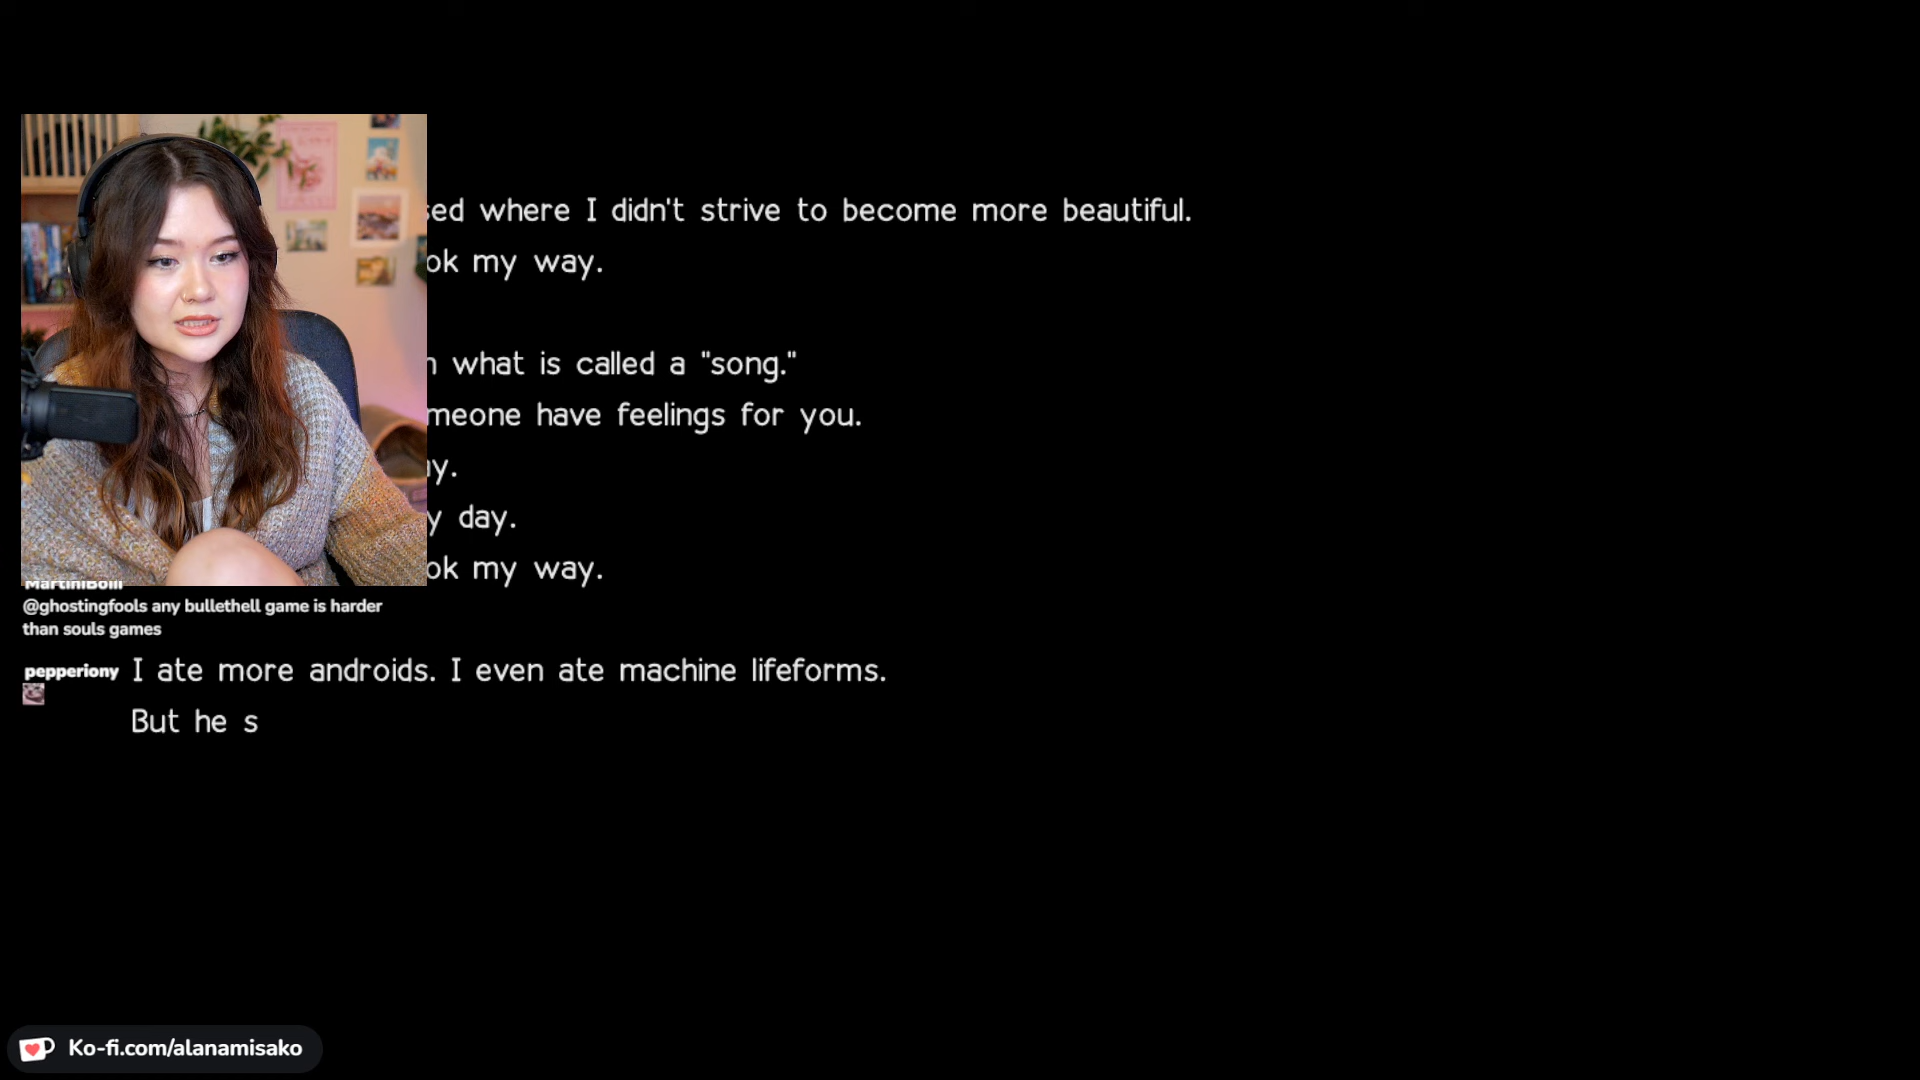 sed where I didn't strive to become more beautiful.
ok my way.
what is called a "song."
meone have feelings for you.
y.
y day.
ok my way.
MartiniBolli
@ghostingfools any bullethell game is harder
than souls games
pepperiony
I ate more androids. I even ate machine lifeforms.
But he s
Ko-fi.com/alanamisako